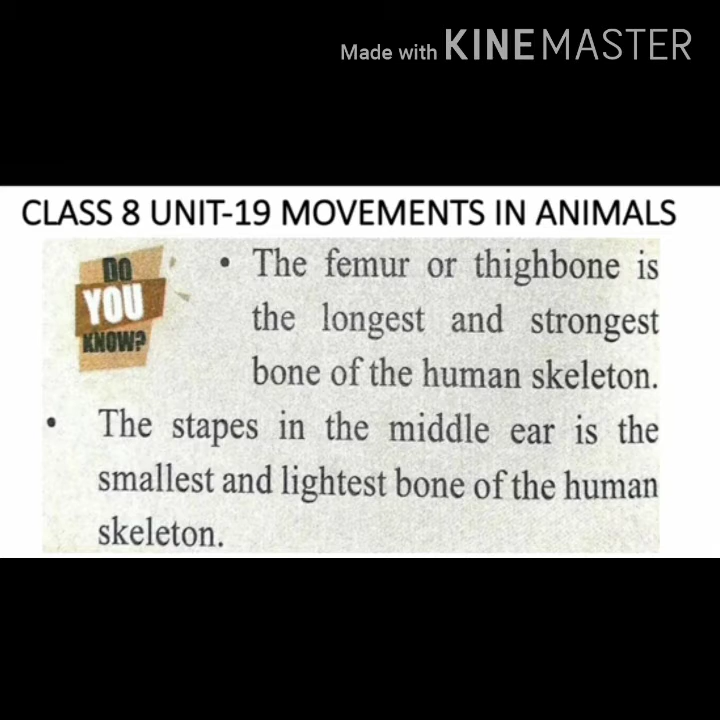 Made with KINEMASTER
CLASS 8 UNIT-19 MOVEMENTS IN ANIMALS
DO
YOU
KNOW?
• The femur or thighbone is
the longest and strongest
bone of the human skeleton.
• The stapes in the middle ear is the
smallest and lightest bone of the human
skeleton.